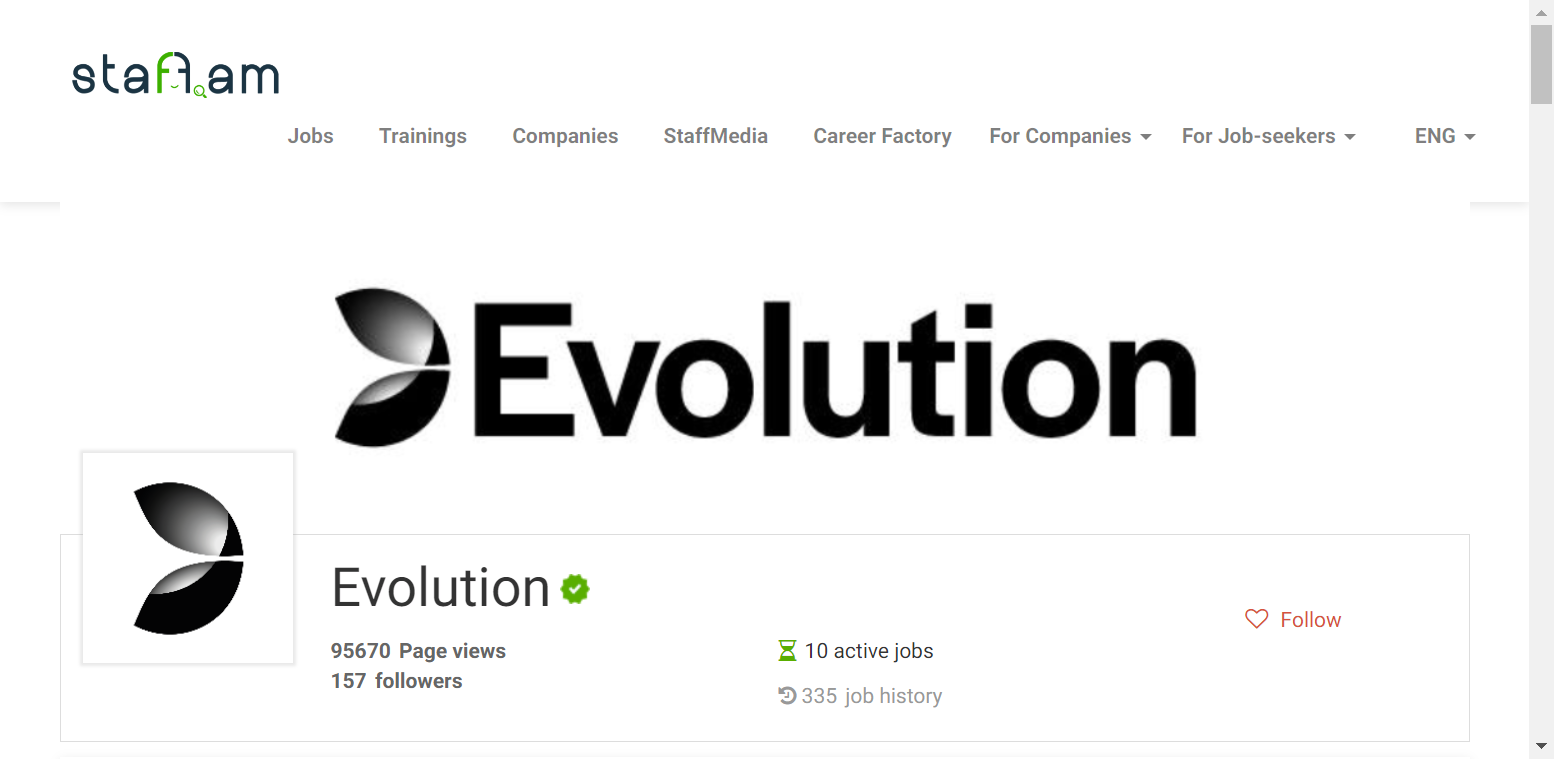 staff.am
Jobs Trainings Companies StaffMedia Career Factory For Companies For Job-seekers ENG
Evolution
Evolution
95670 Page views
157 followers
10 active jobs
335 job history
Follow